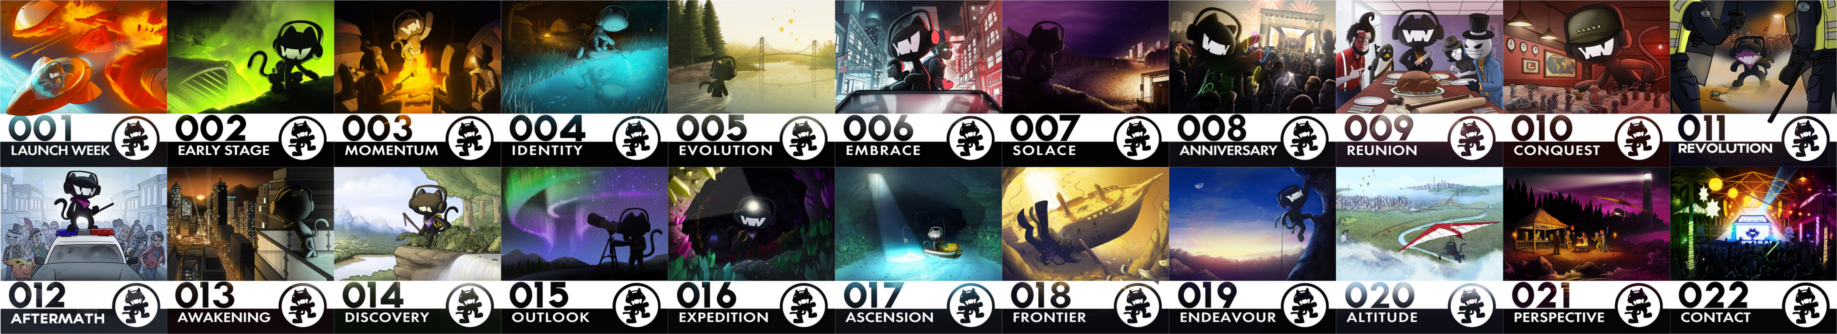 001
LAUNCH WEEK
002
EARLY STAGE
003
MOMENTUM
004
IDENTITY
005
EVOLUTION
006
EMBRACE
007
SOLACE
008
ANNIVERSARY
009
REUNION
010
CONQUEST
011
REVOLUTION
012
AFTERMATH
013
AWAKENING
014
DISCOVERY
015
OUTLOOK
016
EXPEDITION
017
ASCENSION
018
FRONTIER
019
ENDEAVOUR
020
ALTITUDE
021
PERSPECTIVE
022
CONTACT